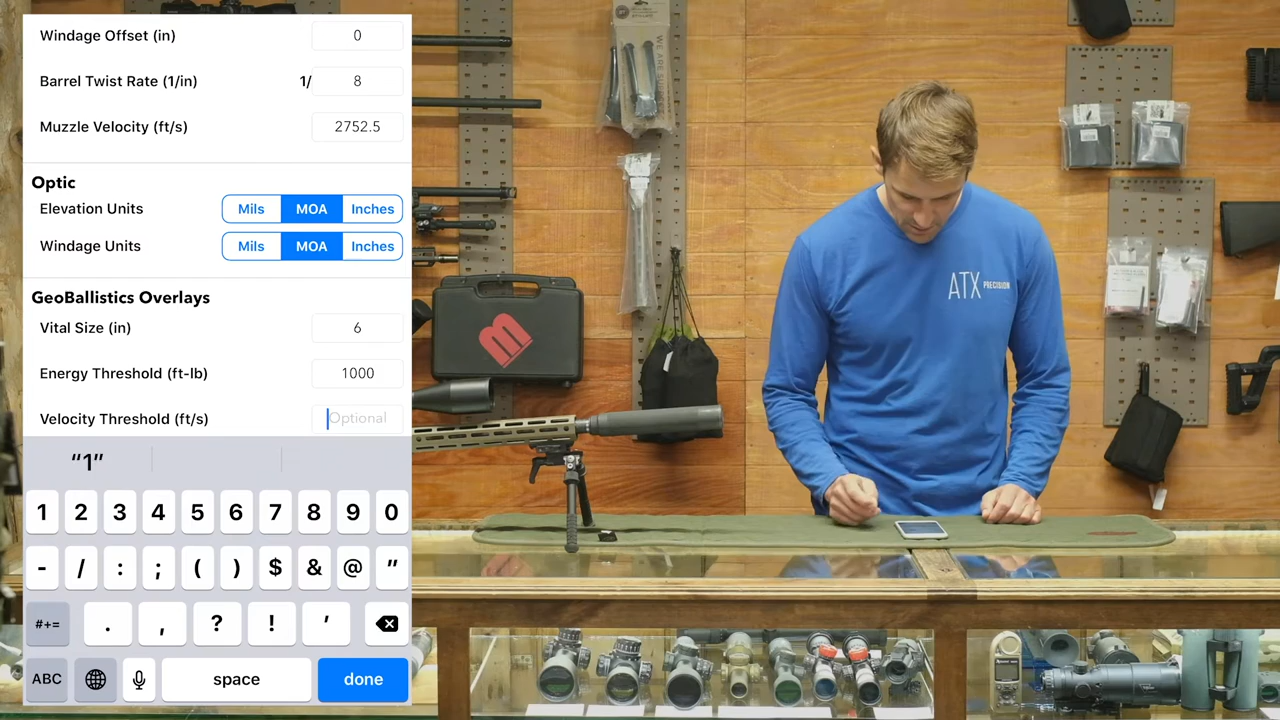 Windage Offset (in) 0
Barrel Twist Rate (1/in) 1/ 8
Muzzle Velocity (ft/s) 2752.5
Optic
Elevation Units Mils MOA Inches
Windage Units Mils MOA Inches
GeoBallistics Overlays
Vital Size (in) 6
Energy Threshold (ft-lb) 1000
Velocity Threshold (ft/s) Optional
“1”
1 2 3 4 5 6 7 8 9 0
- / : ; ( ) $ & @ "
#+= . , ? ! '
ABC space done
ATX PRECISION